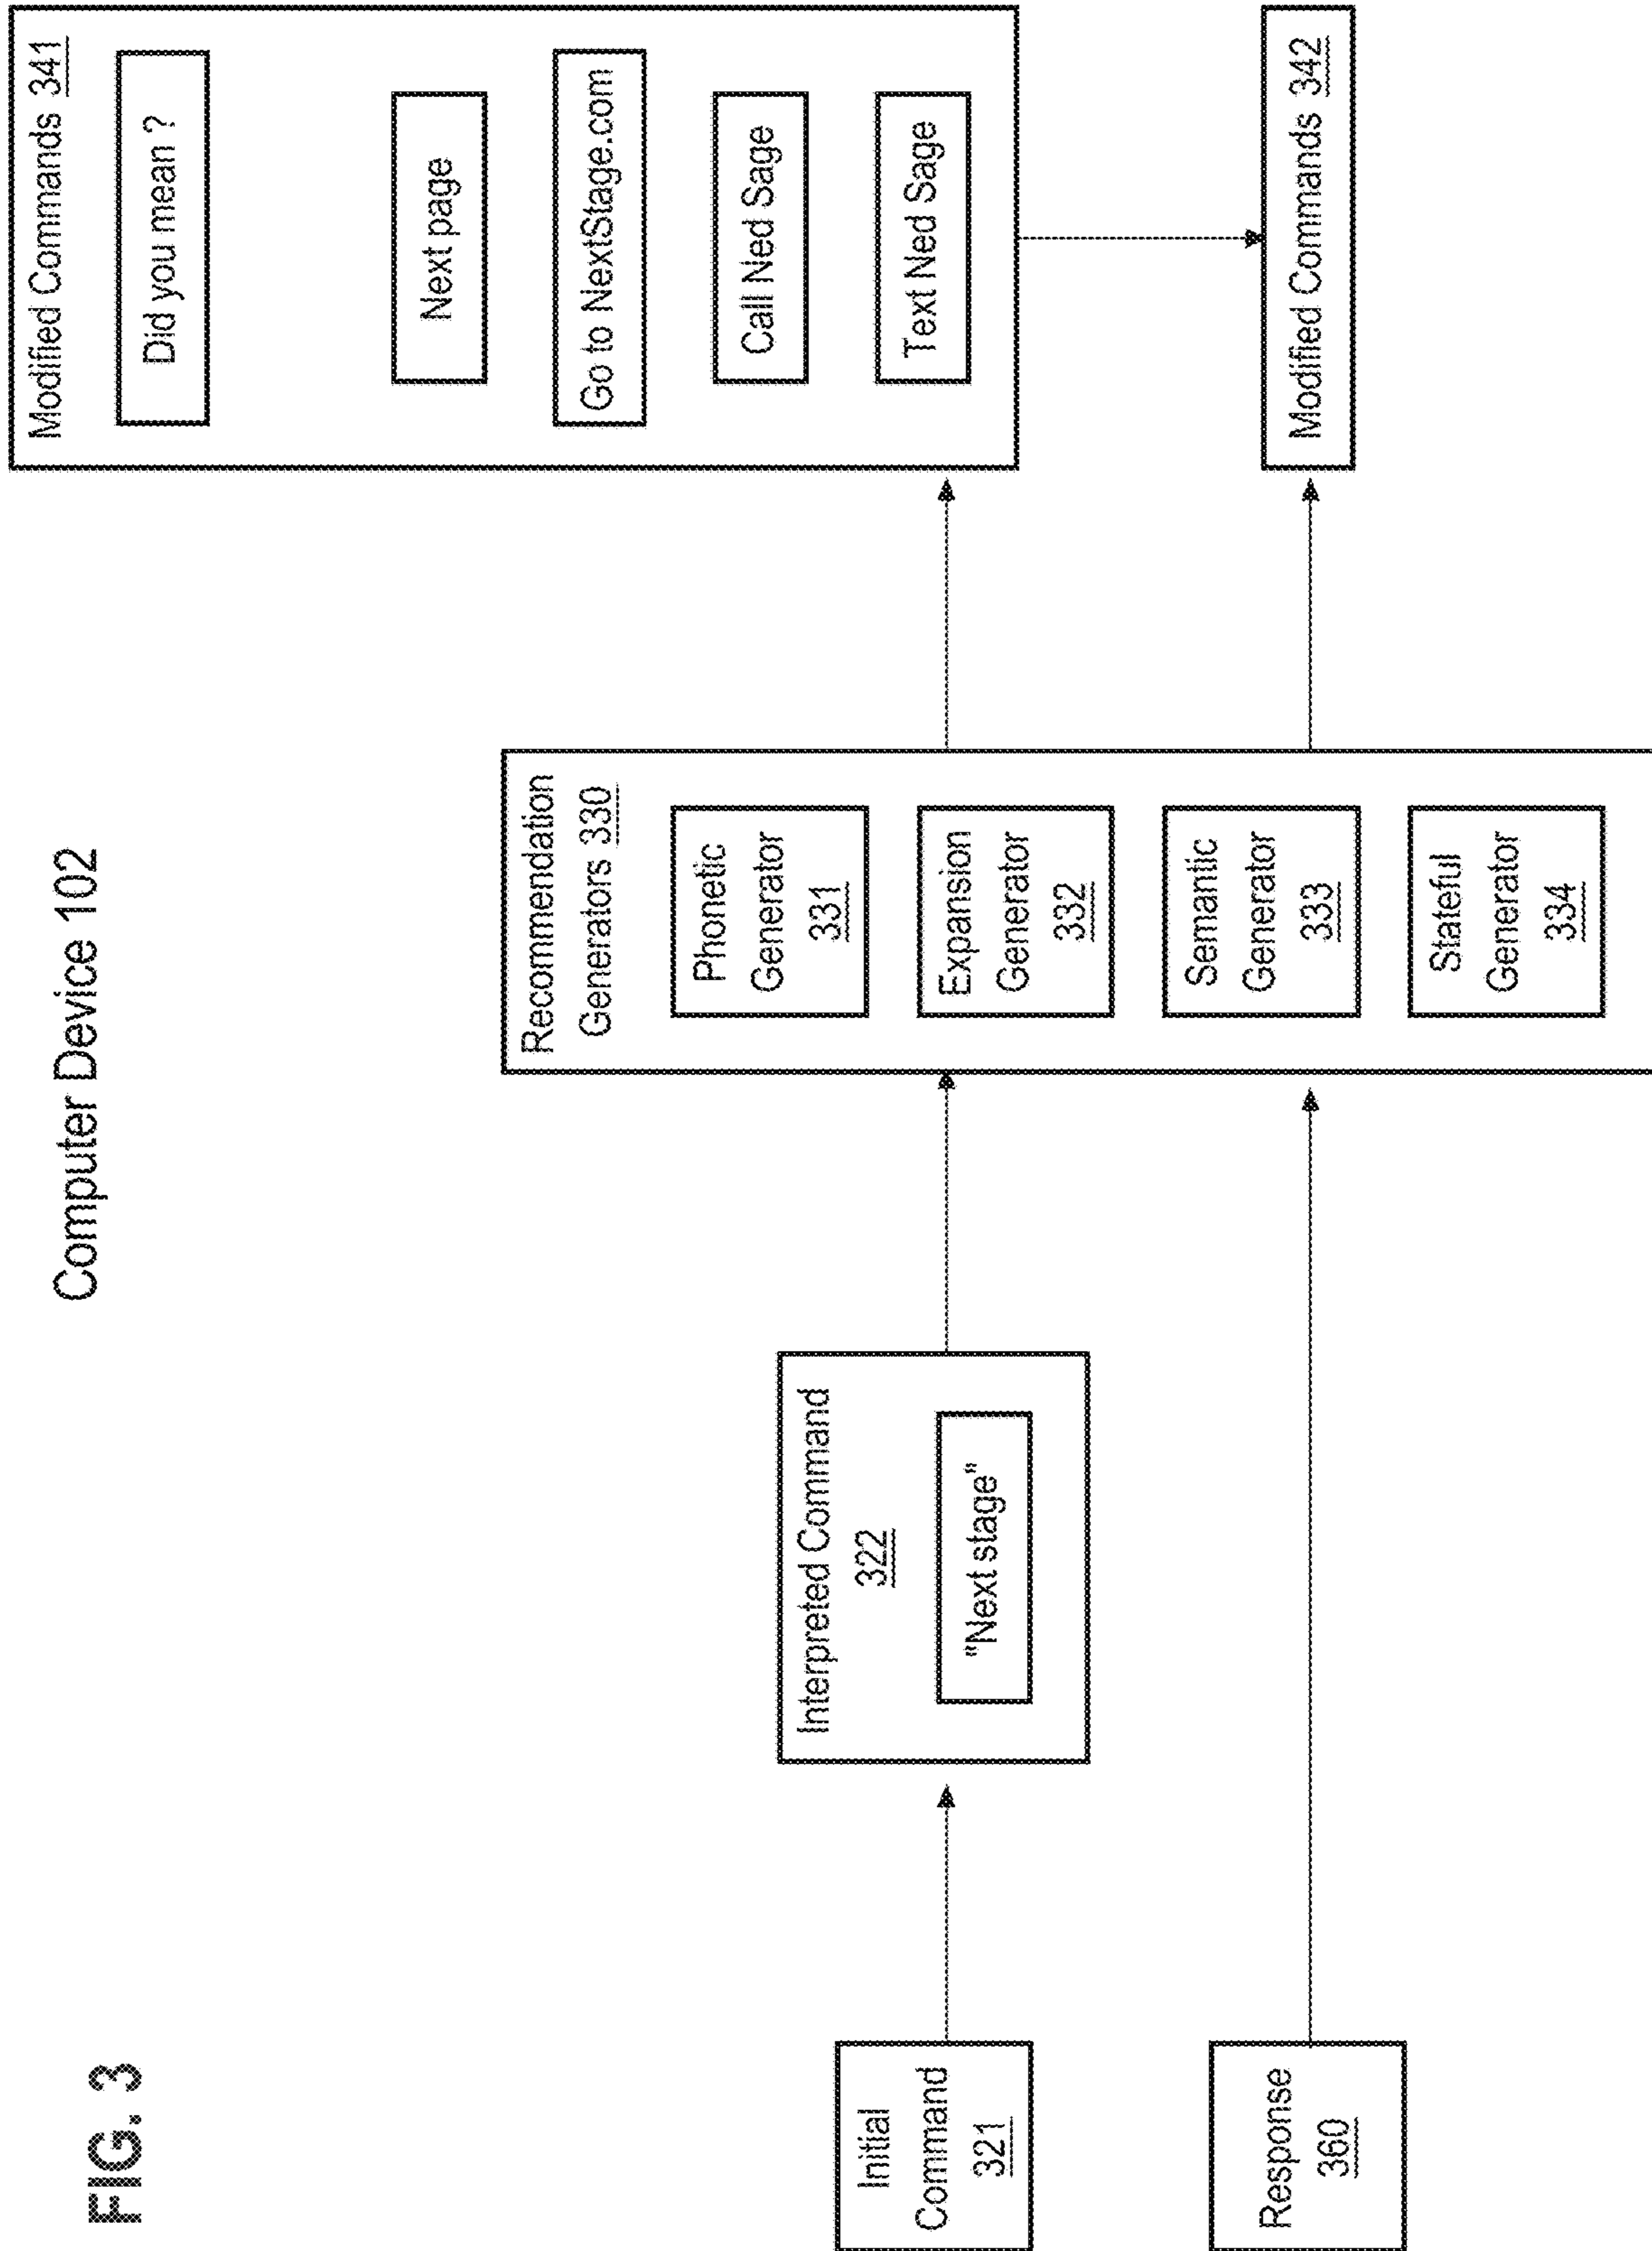 FIG. 3
Computer Device 102
Initial
Command
321
Response
360
Interpreted Command
322
"Next stage"
Recommendation
Generators 330
Phonetic
Generator
331
Expansion
Generator
332
Semantic
Generator
333
Stateful
Generator
334
Modified Commands 341
Did you mean ?
Next page
Go to NextStage.com
Call Ned Sage
Text Ned Sage
Modified Commands 342